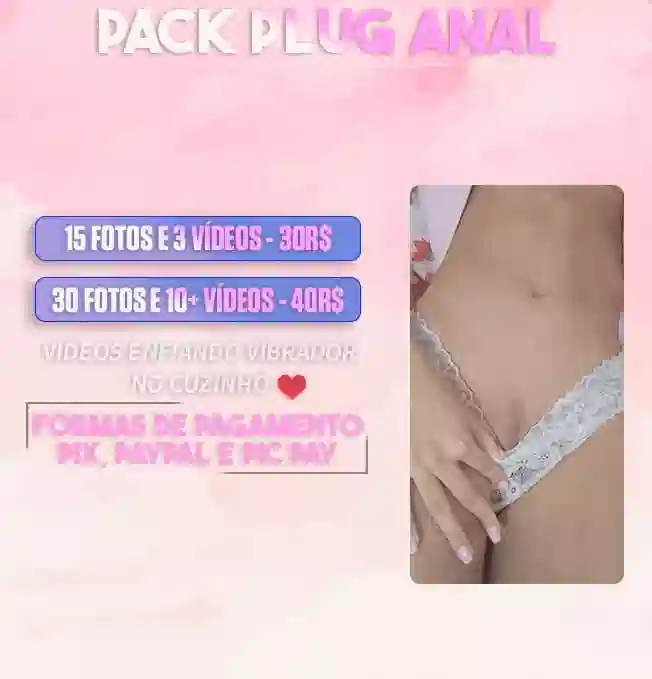 PACK PLUG ANAL
15 FOTOS E 3 VÍDEOS - 30R$
30 FOTOS E 10+ VÍDEOS - 40R$
VIDEOS ENFIANDO VIBRADOR
NO CUZINHO ❤
FORMAS DE PAGAMENTO
PIX, PAYPAL E PIC PAY